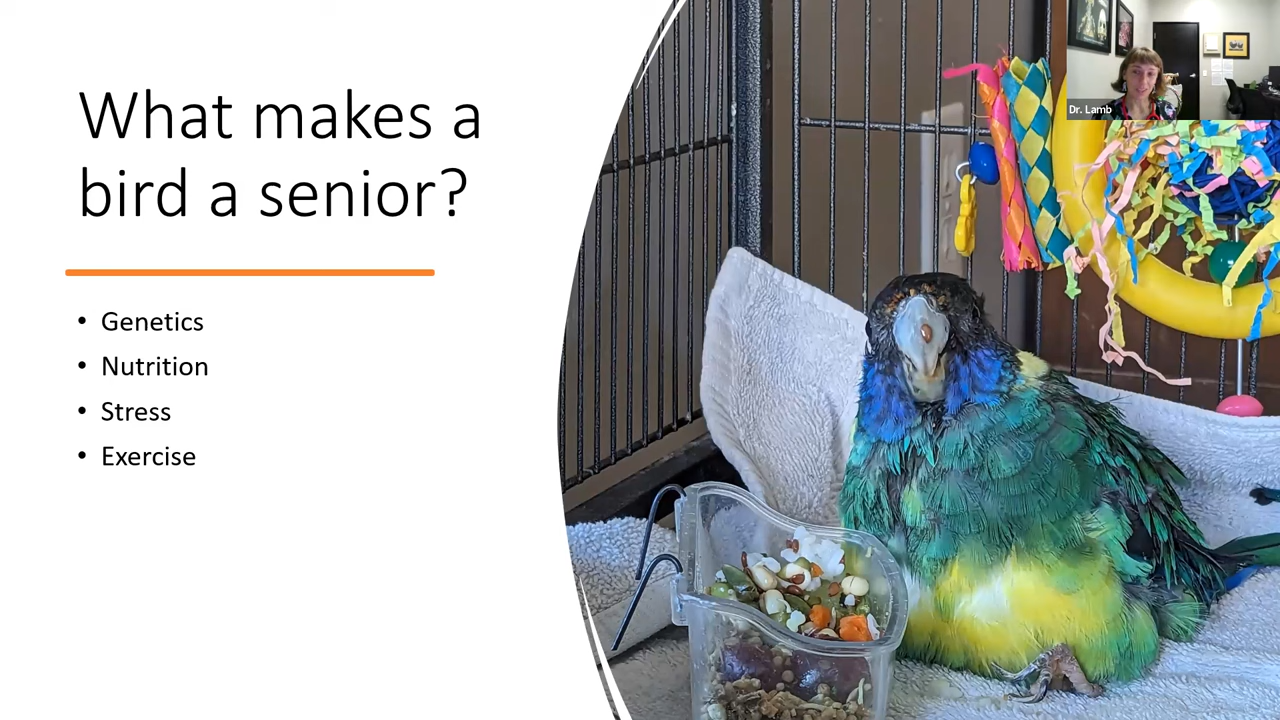 What makes a
bird a senior?
• Genetics
• Nutrition
• Stress
• Exercise
Dr. Lamb